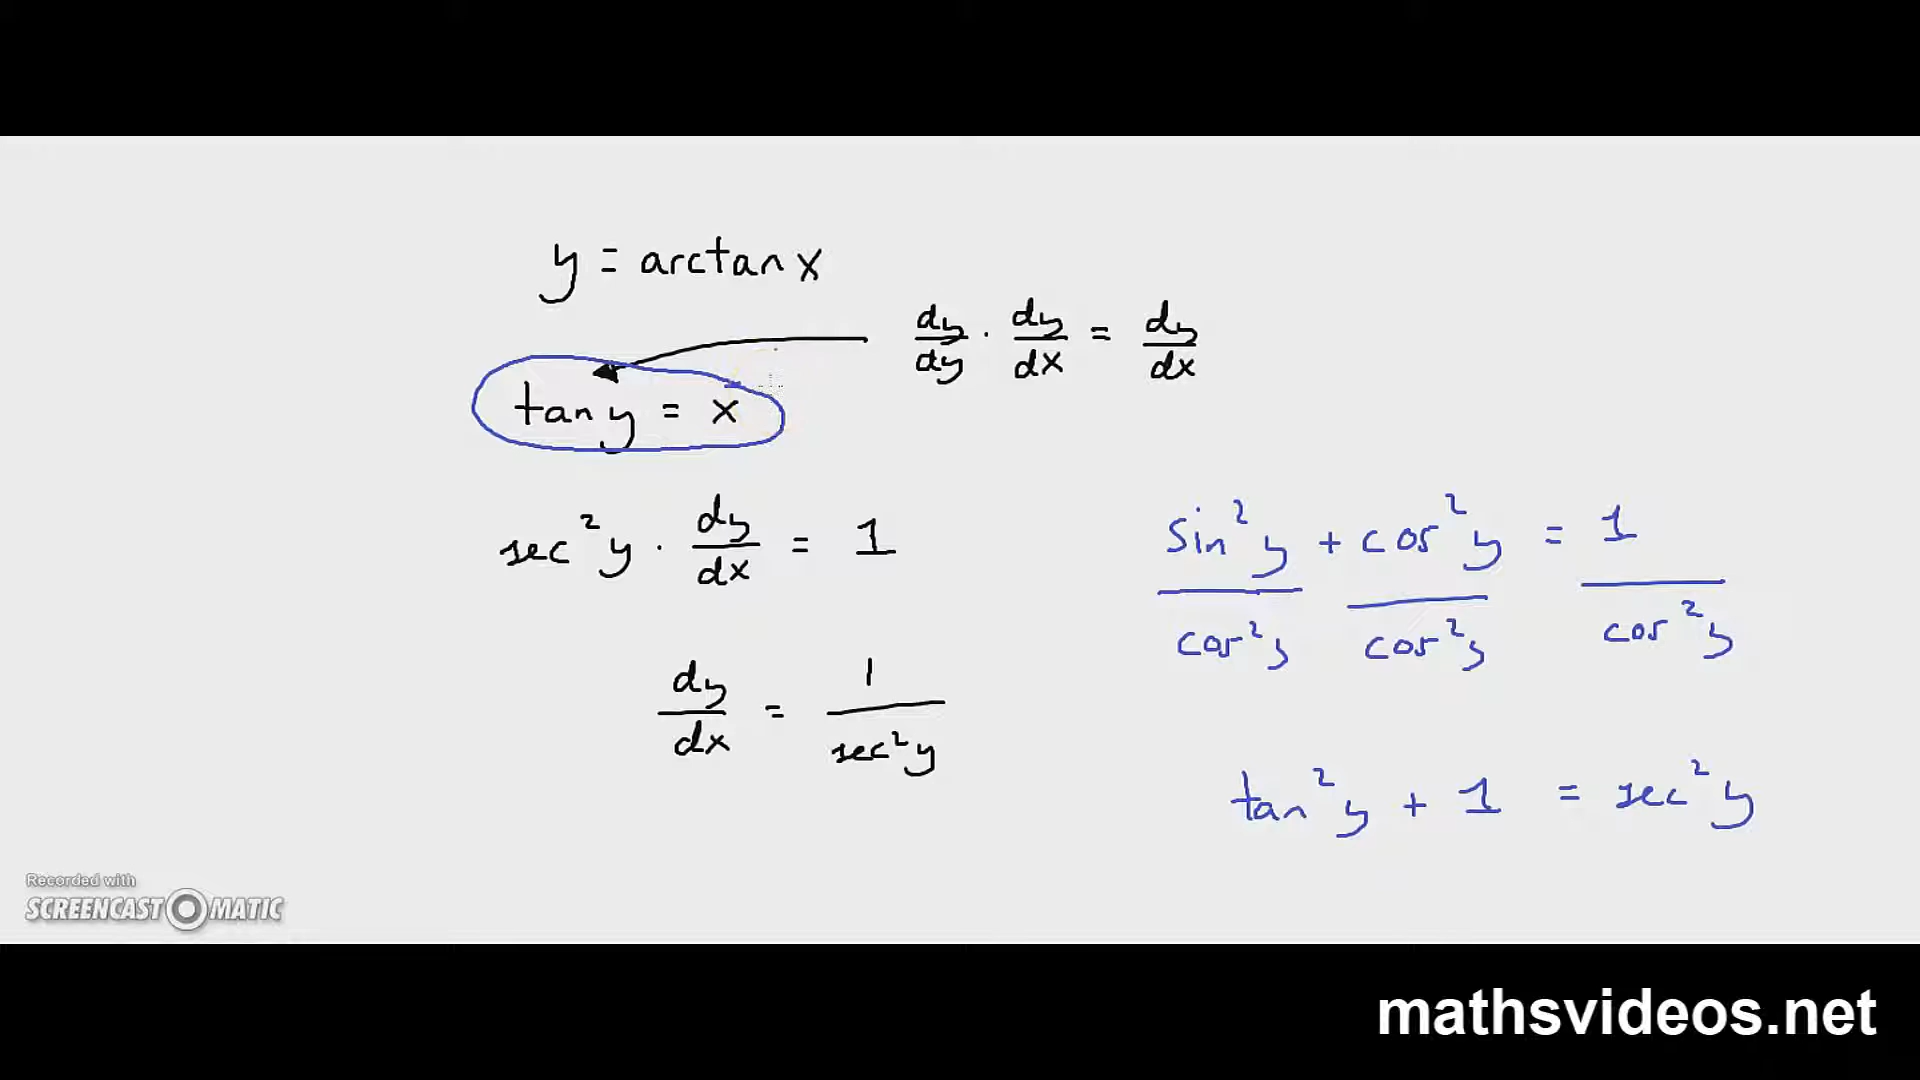 y = arctan x
dy/dy · dy/dx = dy/dx
tan y = x
sec²y · dy/dx = 1
sin²y/cos²y + cos²y/cos²y = 1/cos²y
dy/dx = 1/sec²y
tan²y + 1 = sec²y
Recorded with
SCREENCAST MATIC
mathsvideos.net